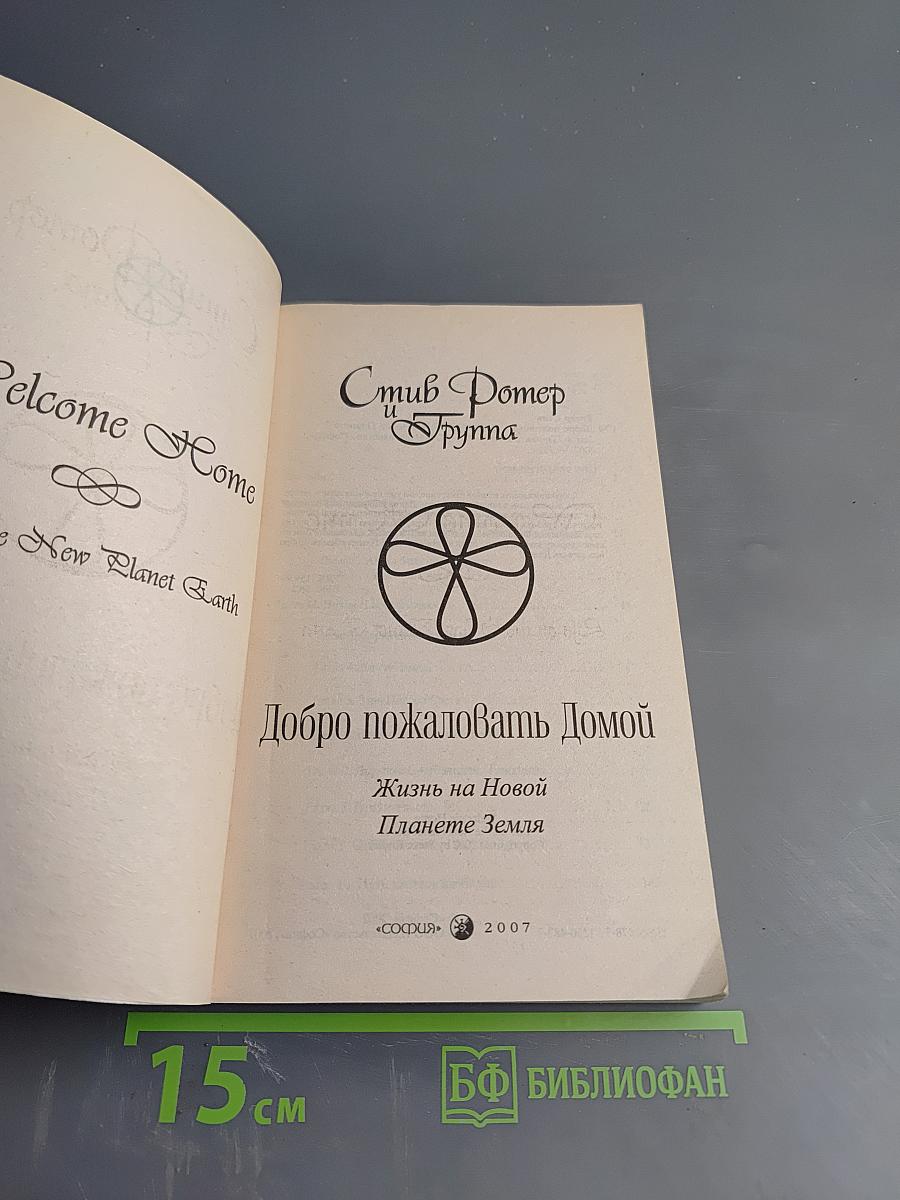 elcome Home
New Planet Earth
Стив Ротер
и
Группа
Добро пожаловать Домой
Жизнь на Новой
Планете Земля
«СОФИЯ» 2007
15 см
БФ БИБЛИОФАН